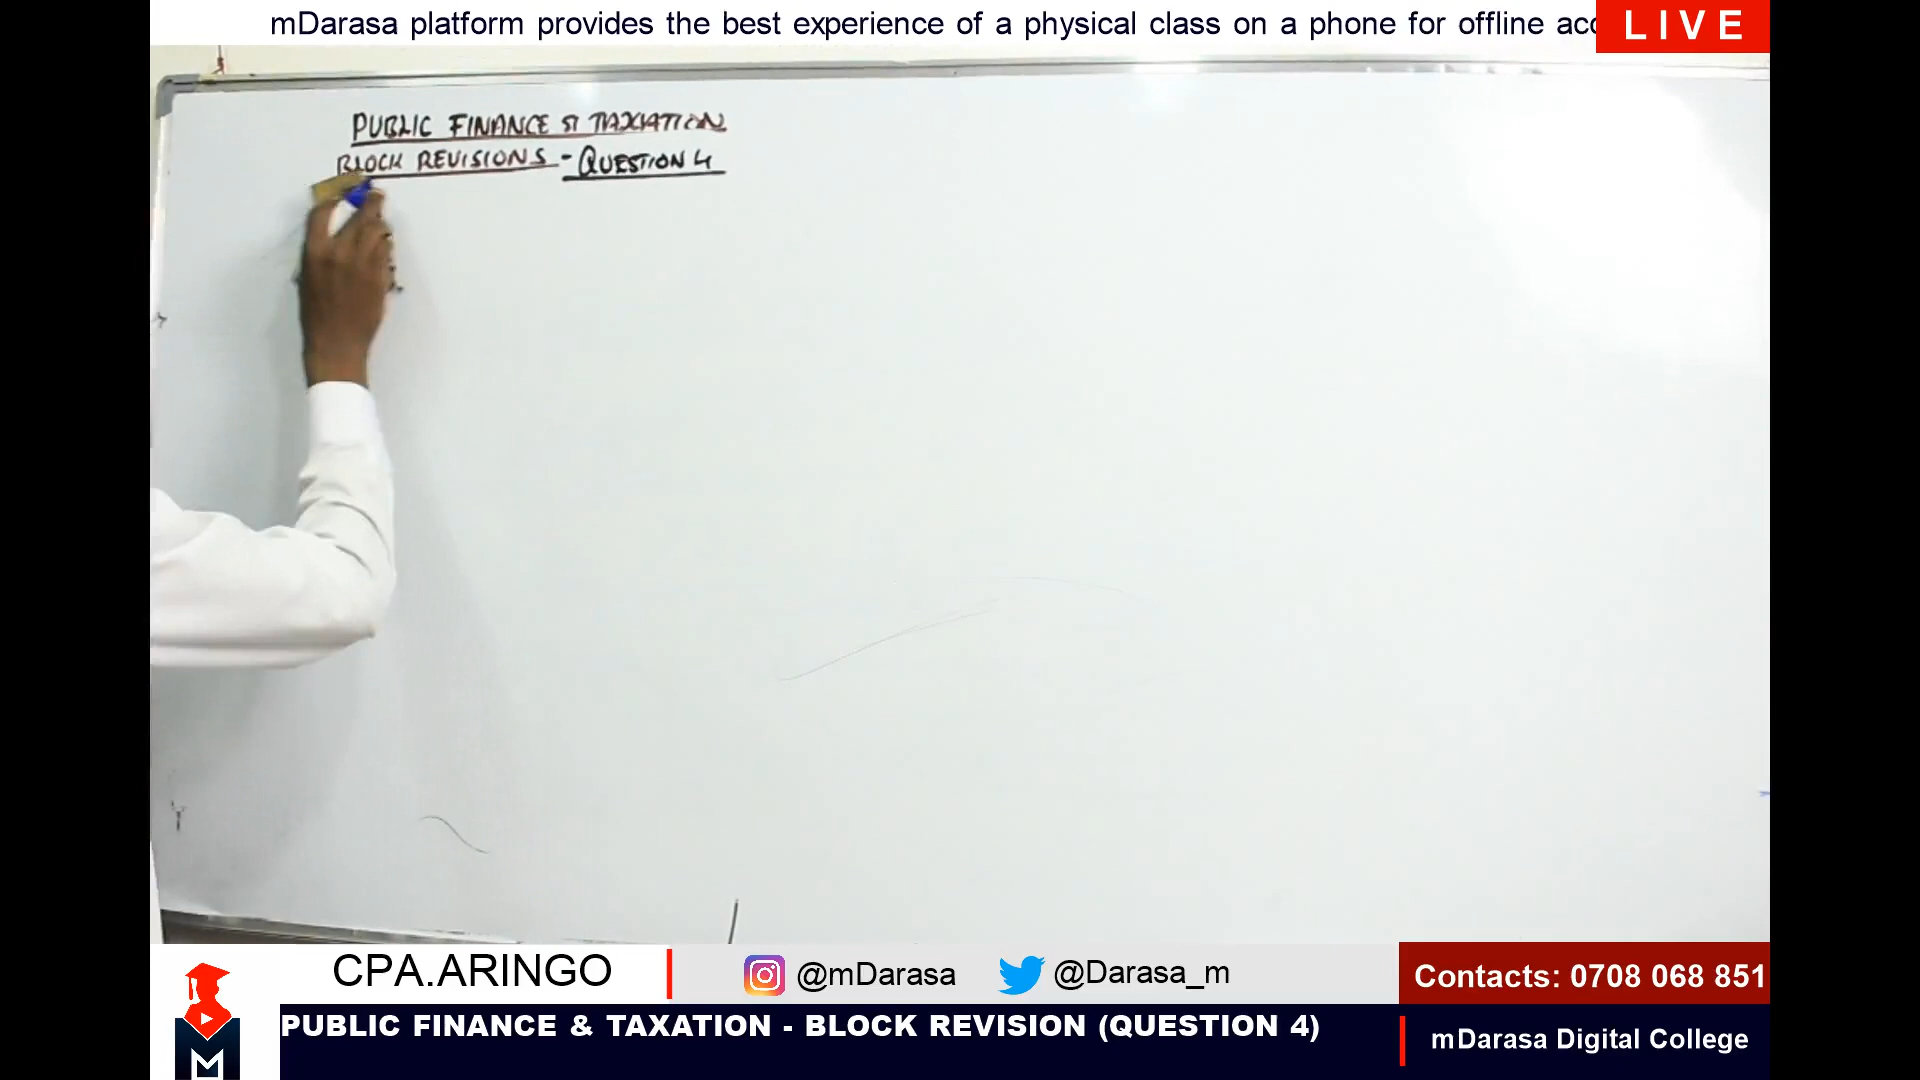 mDarasa platform provides the best experience of a physical class on a phone for offline acc
LIVE
PUBLIC FINANCE & TAXATION
BLOCK REVISIONS - QUESTION 4
CPA.ARINGO
@mDarasa
@Darasa_m
Contacts: 0708 068 851
PUBLIC FINANCE & TAXATION - BLOCK REVISION (QUESTION 4)
mDarasa Digital College
M